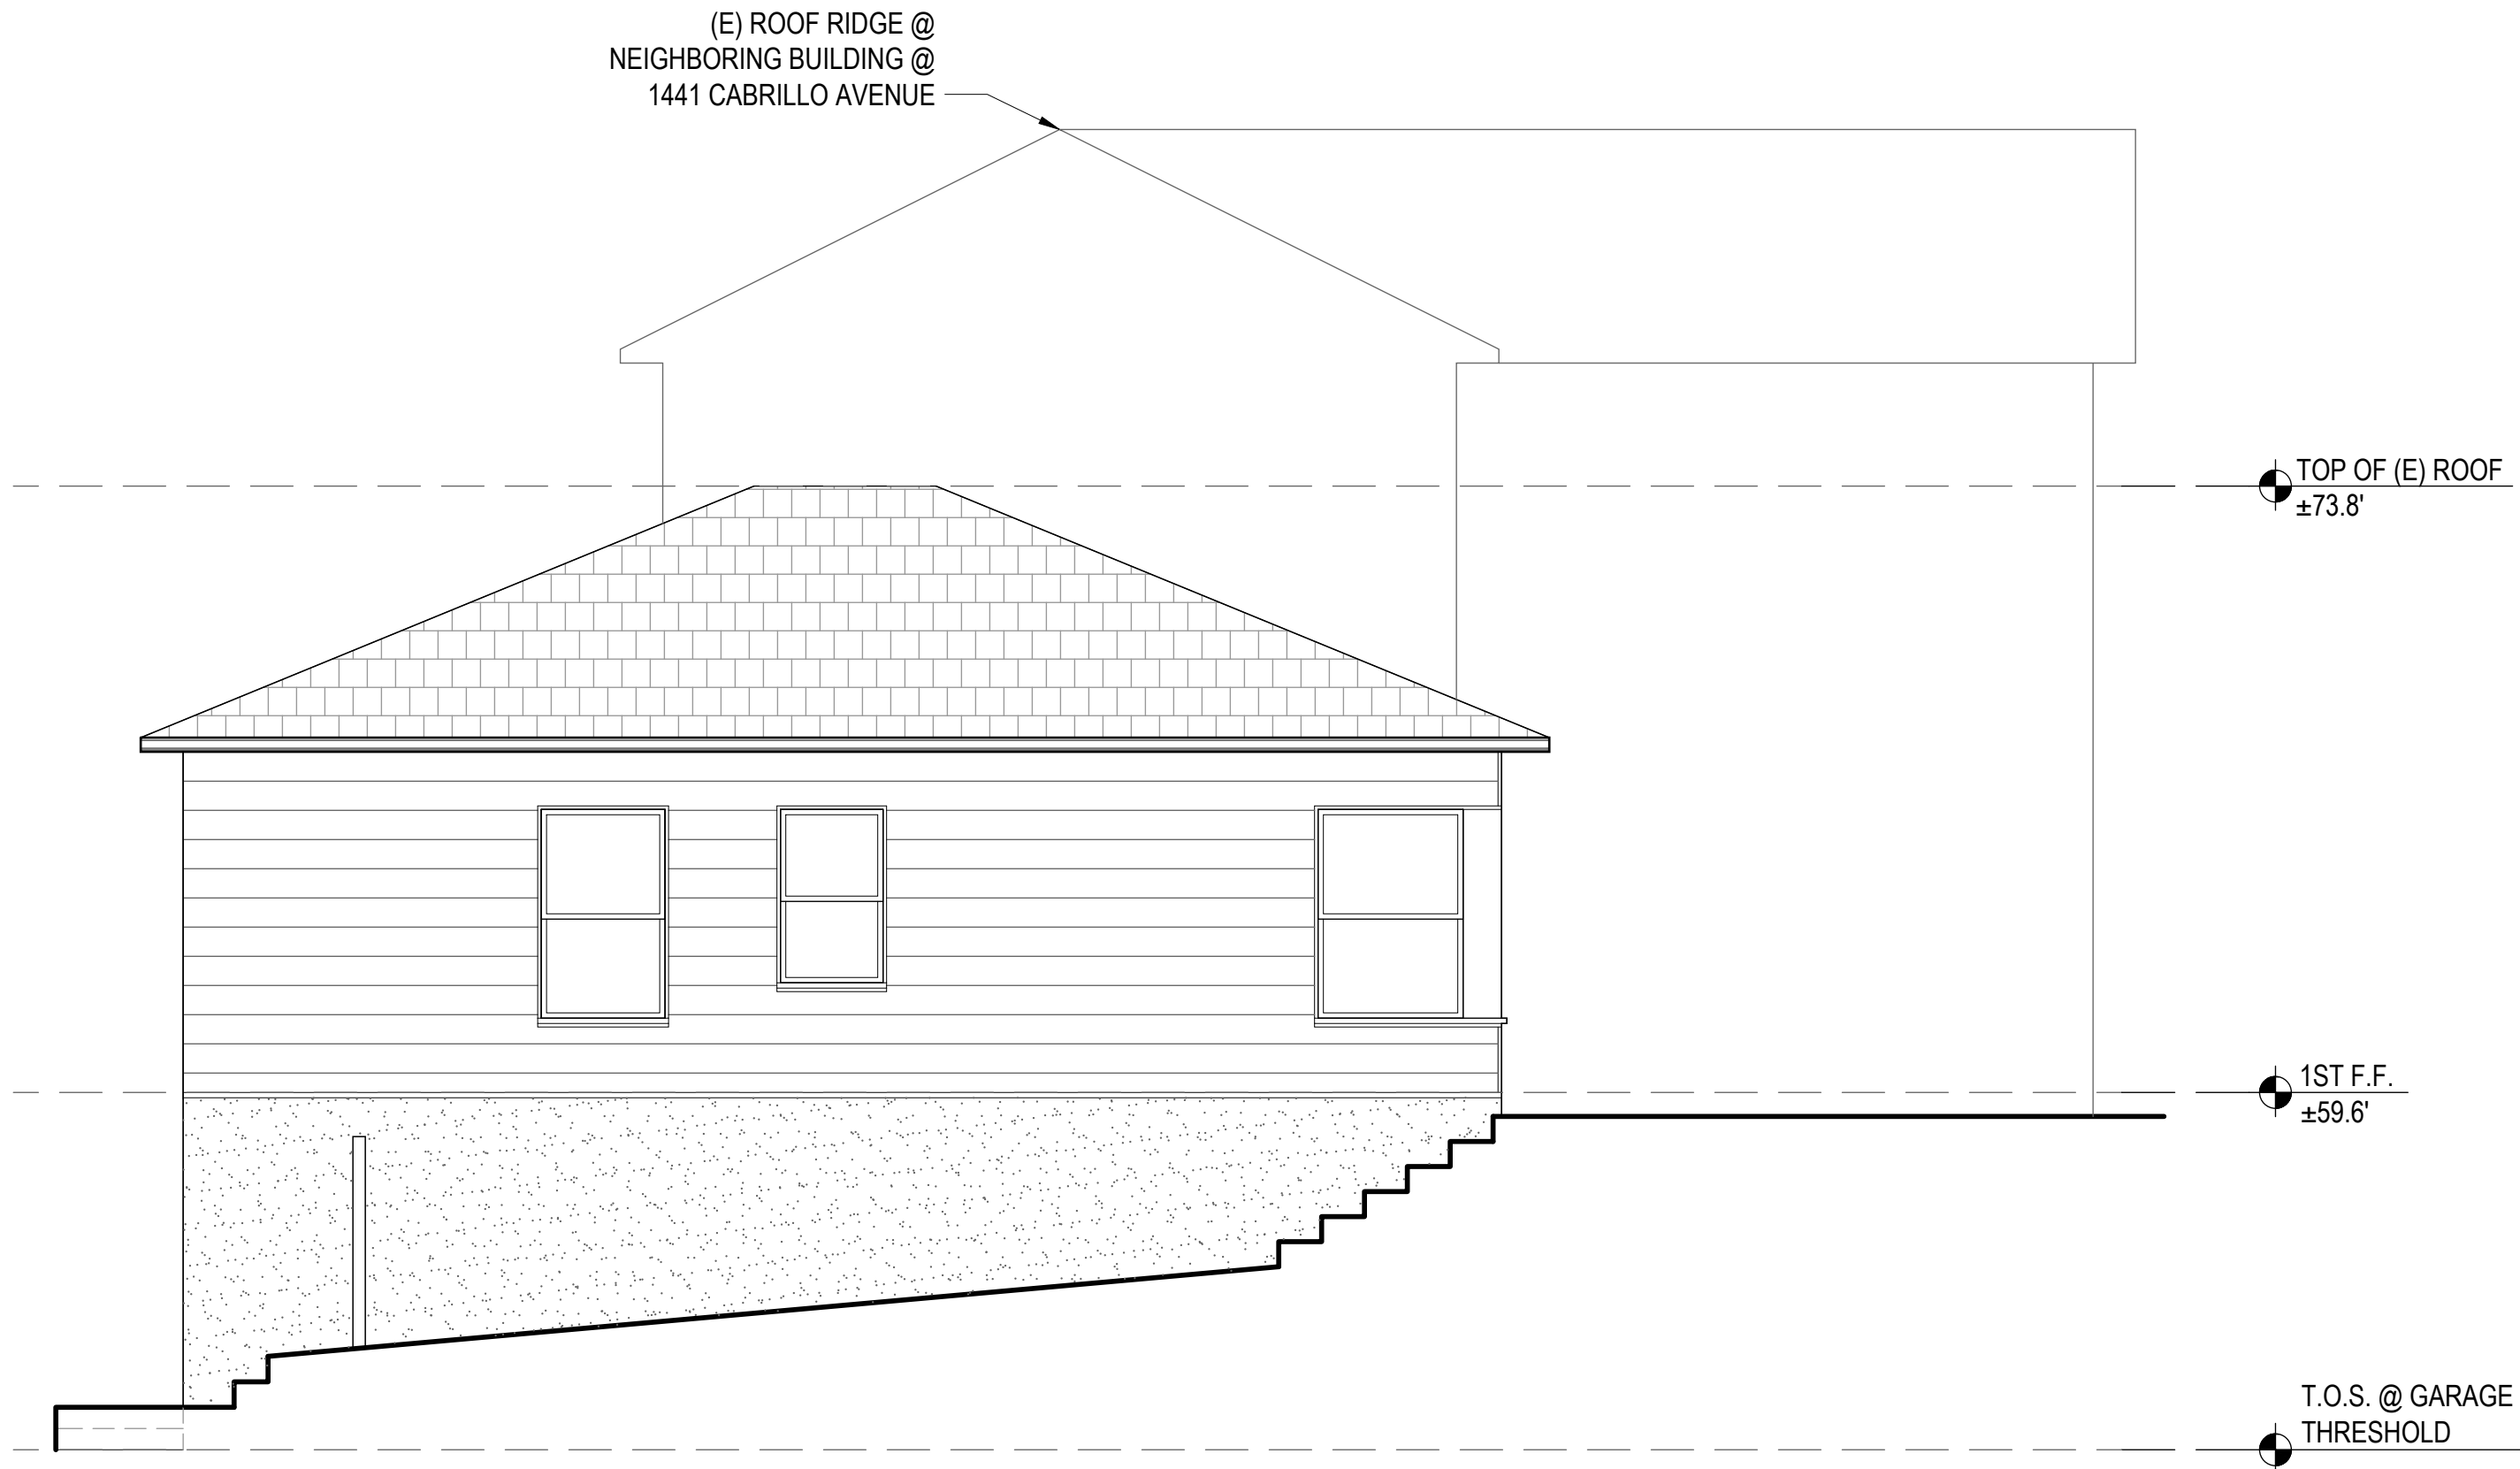 (E) ROOF RIDGE @
NEIGHBORING BUILDING @
1441 CABRILLO AVENUE
TOP OF (E) ROOF
±73.8'
1ST F.F.
±59.6'
T.O.S. @ GARAGE
THRESHOLD